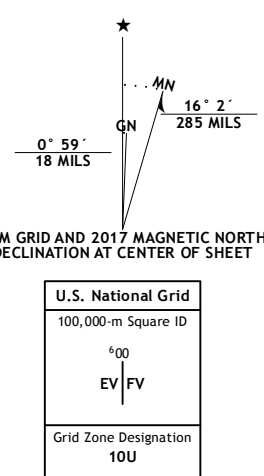 ★
MN
16° 2´
285 MILS
GN
0° 59´
18 MILS
M GRID AND 2017 MAGNETIC NORTH
DECLINATION AT CENTER OF SHEET
U.S. National Grid
100,000-m Square ID
⁶00
EV FV
Grid Zone Designation
10U